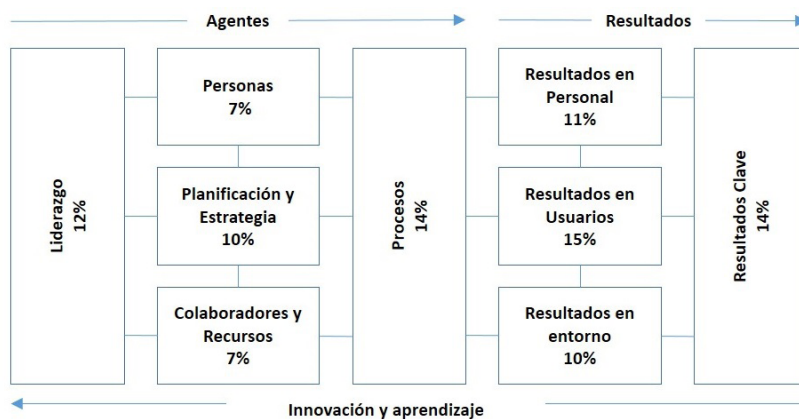 Agentes
Resultados
Liderazgo
12%
Personas
7%
Planificación y
Estrategia
10%
Colaboradores y
Recursos
7%
Procesos
14%
Resultados en
Personal
11%
Resultados en
Usuarios
15%
Resultados en
entorno
10%
Resultados Clave
14%
Innovación y aprendizaje